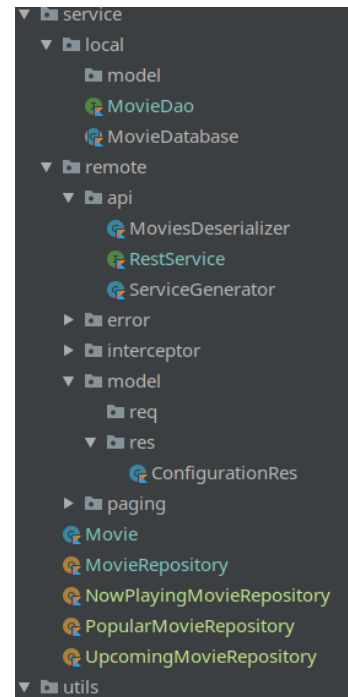 service
local
model
MovieDao
MovieDatabase
remote
api
MoviesDeserializer
RestService
ServiceGenerator
error
interceptor
model
req
res
ConfigurationRes
paging
Movie
MovieRepository
NowPlayingMovieRepository
PopularMovieRepository
UpcomingMovieRepository
utils